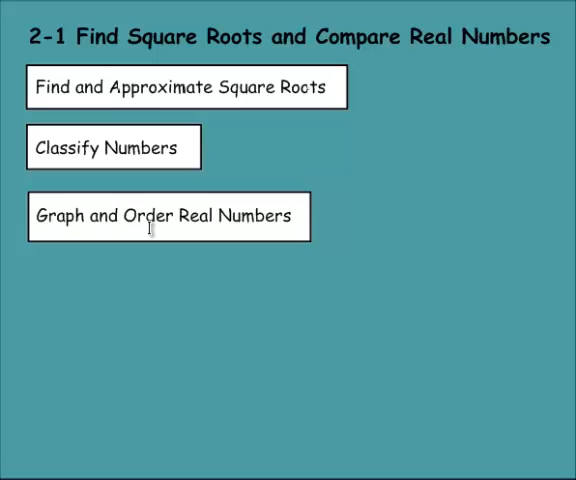 2-1 Find Square Roots and Compare Real Numbers
Find and Approximate Square Roots
Classify Numbers
Graph and Order Real Numbers